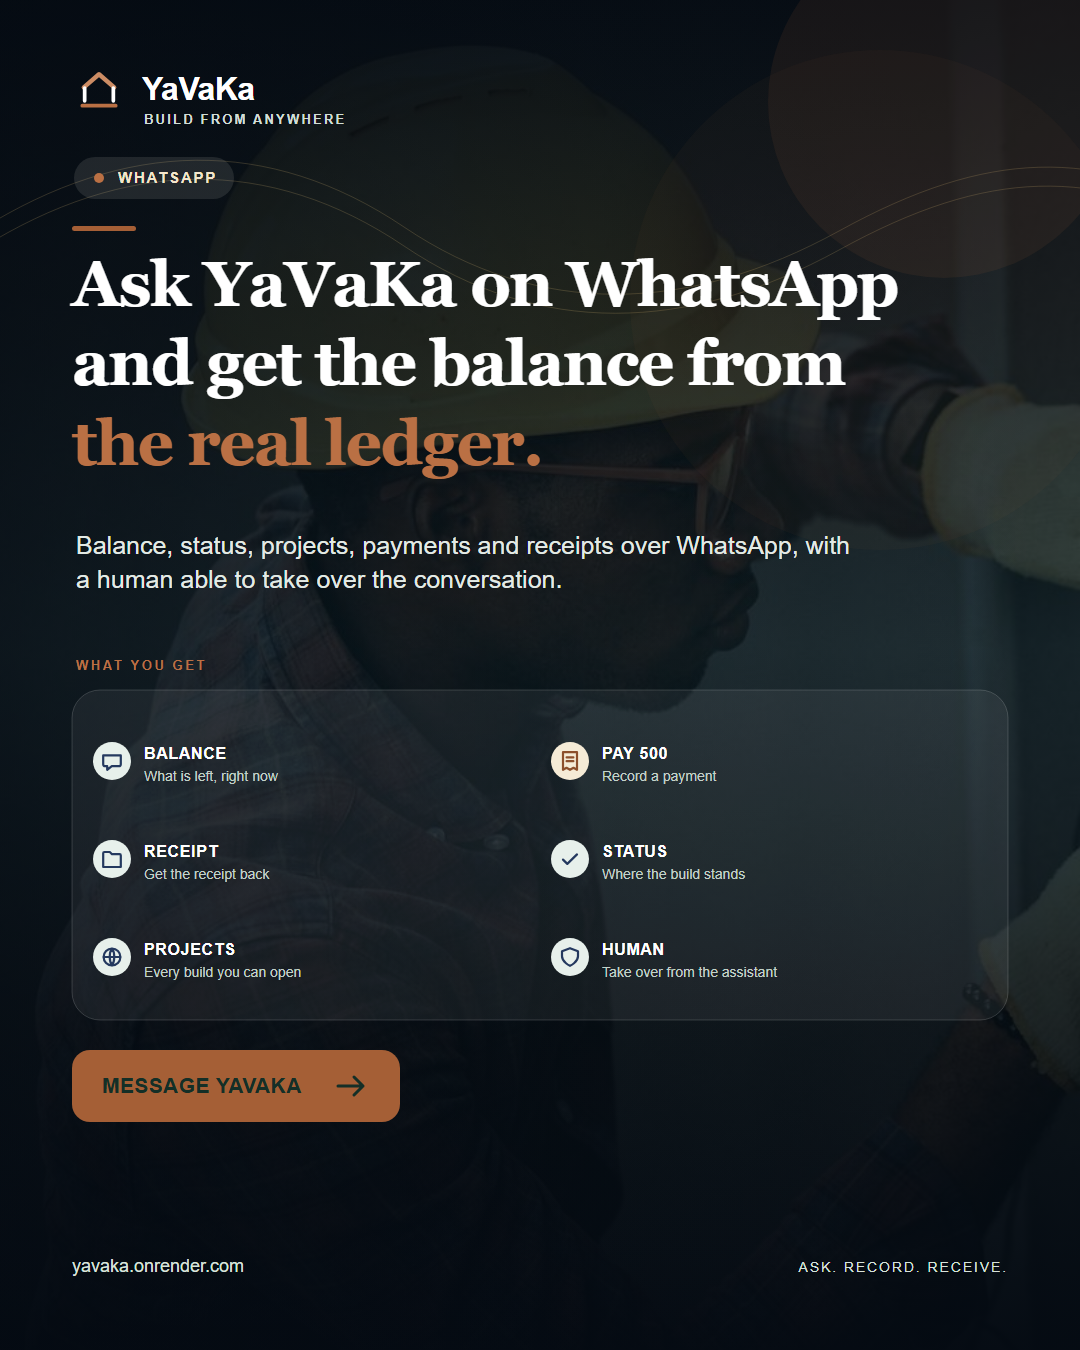 YaVaKa
BUILD FROM ANYWHERE
WHATSAPP
Ask YaVaKa on WhatsApp
and get the balance from
the real ledger.
Balance, status, projects, payments and receipts over WhatsApp, with
a human able to take over the conversation.
WHAT YOU GET
BALANCE
What is left, right now
PAY 500
Record a payment
RECEIPT
Get the receipt back
STATUS
Where the build stands
PROJECTS
Every build you can open
HUMAN
Take over from the assistant
MESSAGE YAVAKA
yavaka.onrender.com
ASK. RECORD. RECEIVE.